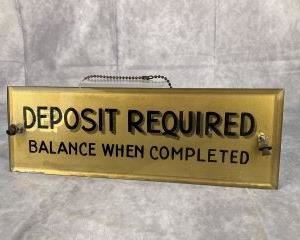 DEPOSIT REQUIRED
BALANCE WHEN COMPLETED